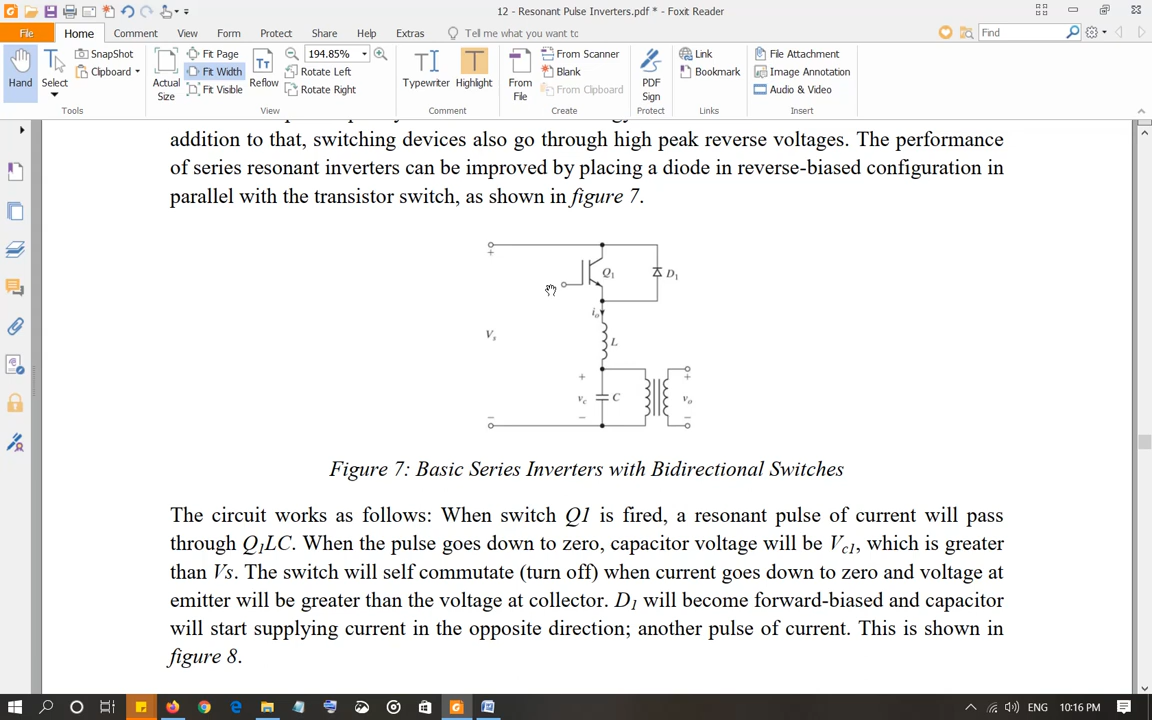 12 - Resonant Pulse Inverters.pdf * - Foxit Reader
File Home Comment View Form Protect Share Help Extras Tell me what you want to Find
Hand
Select
SnapShot
Clipboard
Tools
Actual Size
Fit Page
Fit Width
Fit Visible
Reflow
194.85%
Rotate Left
Rotate Right
View
Typewriter
Highlight
Comment
From File
From Scanner
Blank
From Clipboard
Create
PDF Sign
Protect
Link
Bookmark
Links
File Attachment
Image Annotation
Audio & Video
Insert
addition to that, switching devices also go through high peak reverse voltages. The performance
of series resonant inverters can be improved by placing a diode in reverse-biased configuration in
parallel with the transistor switch, as shown in figure 7.
+
Q1
D1
io
Vs
L
+
+
vc
C
vo
−
−
−
Figure 7: Basic Series Inverters with Bidirectional Switches
The circuit works as follows: When switch Q1 is fired, a resonant pulse of current will pass
through Q1LC. When the pulse goes down to zero, capacitor voltage will be Vc1, which is greater
than Vs. The switch will self commutate (turn off) when current goes down to zero and voltage at
emitter will be greater than the voltage at collector. D1 will become forward-biased and capacitor
will start supplying current in the opposite direction; another pulse of current. This is shown in
figure 8.
ENG 10:16 PM